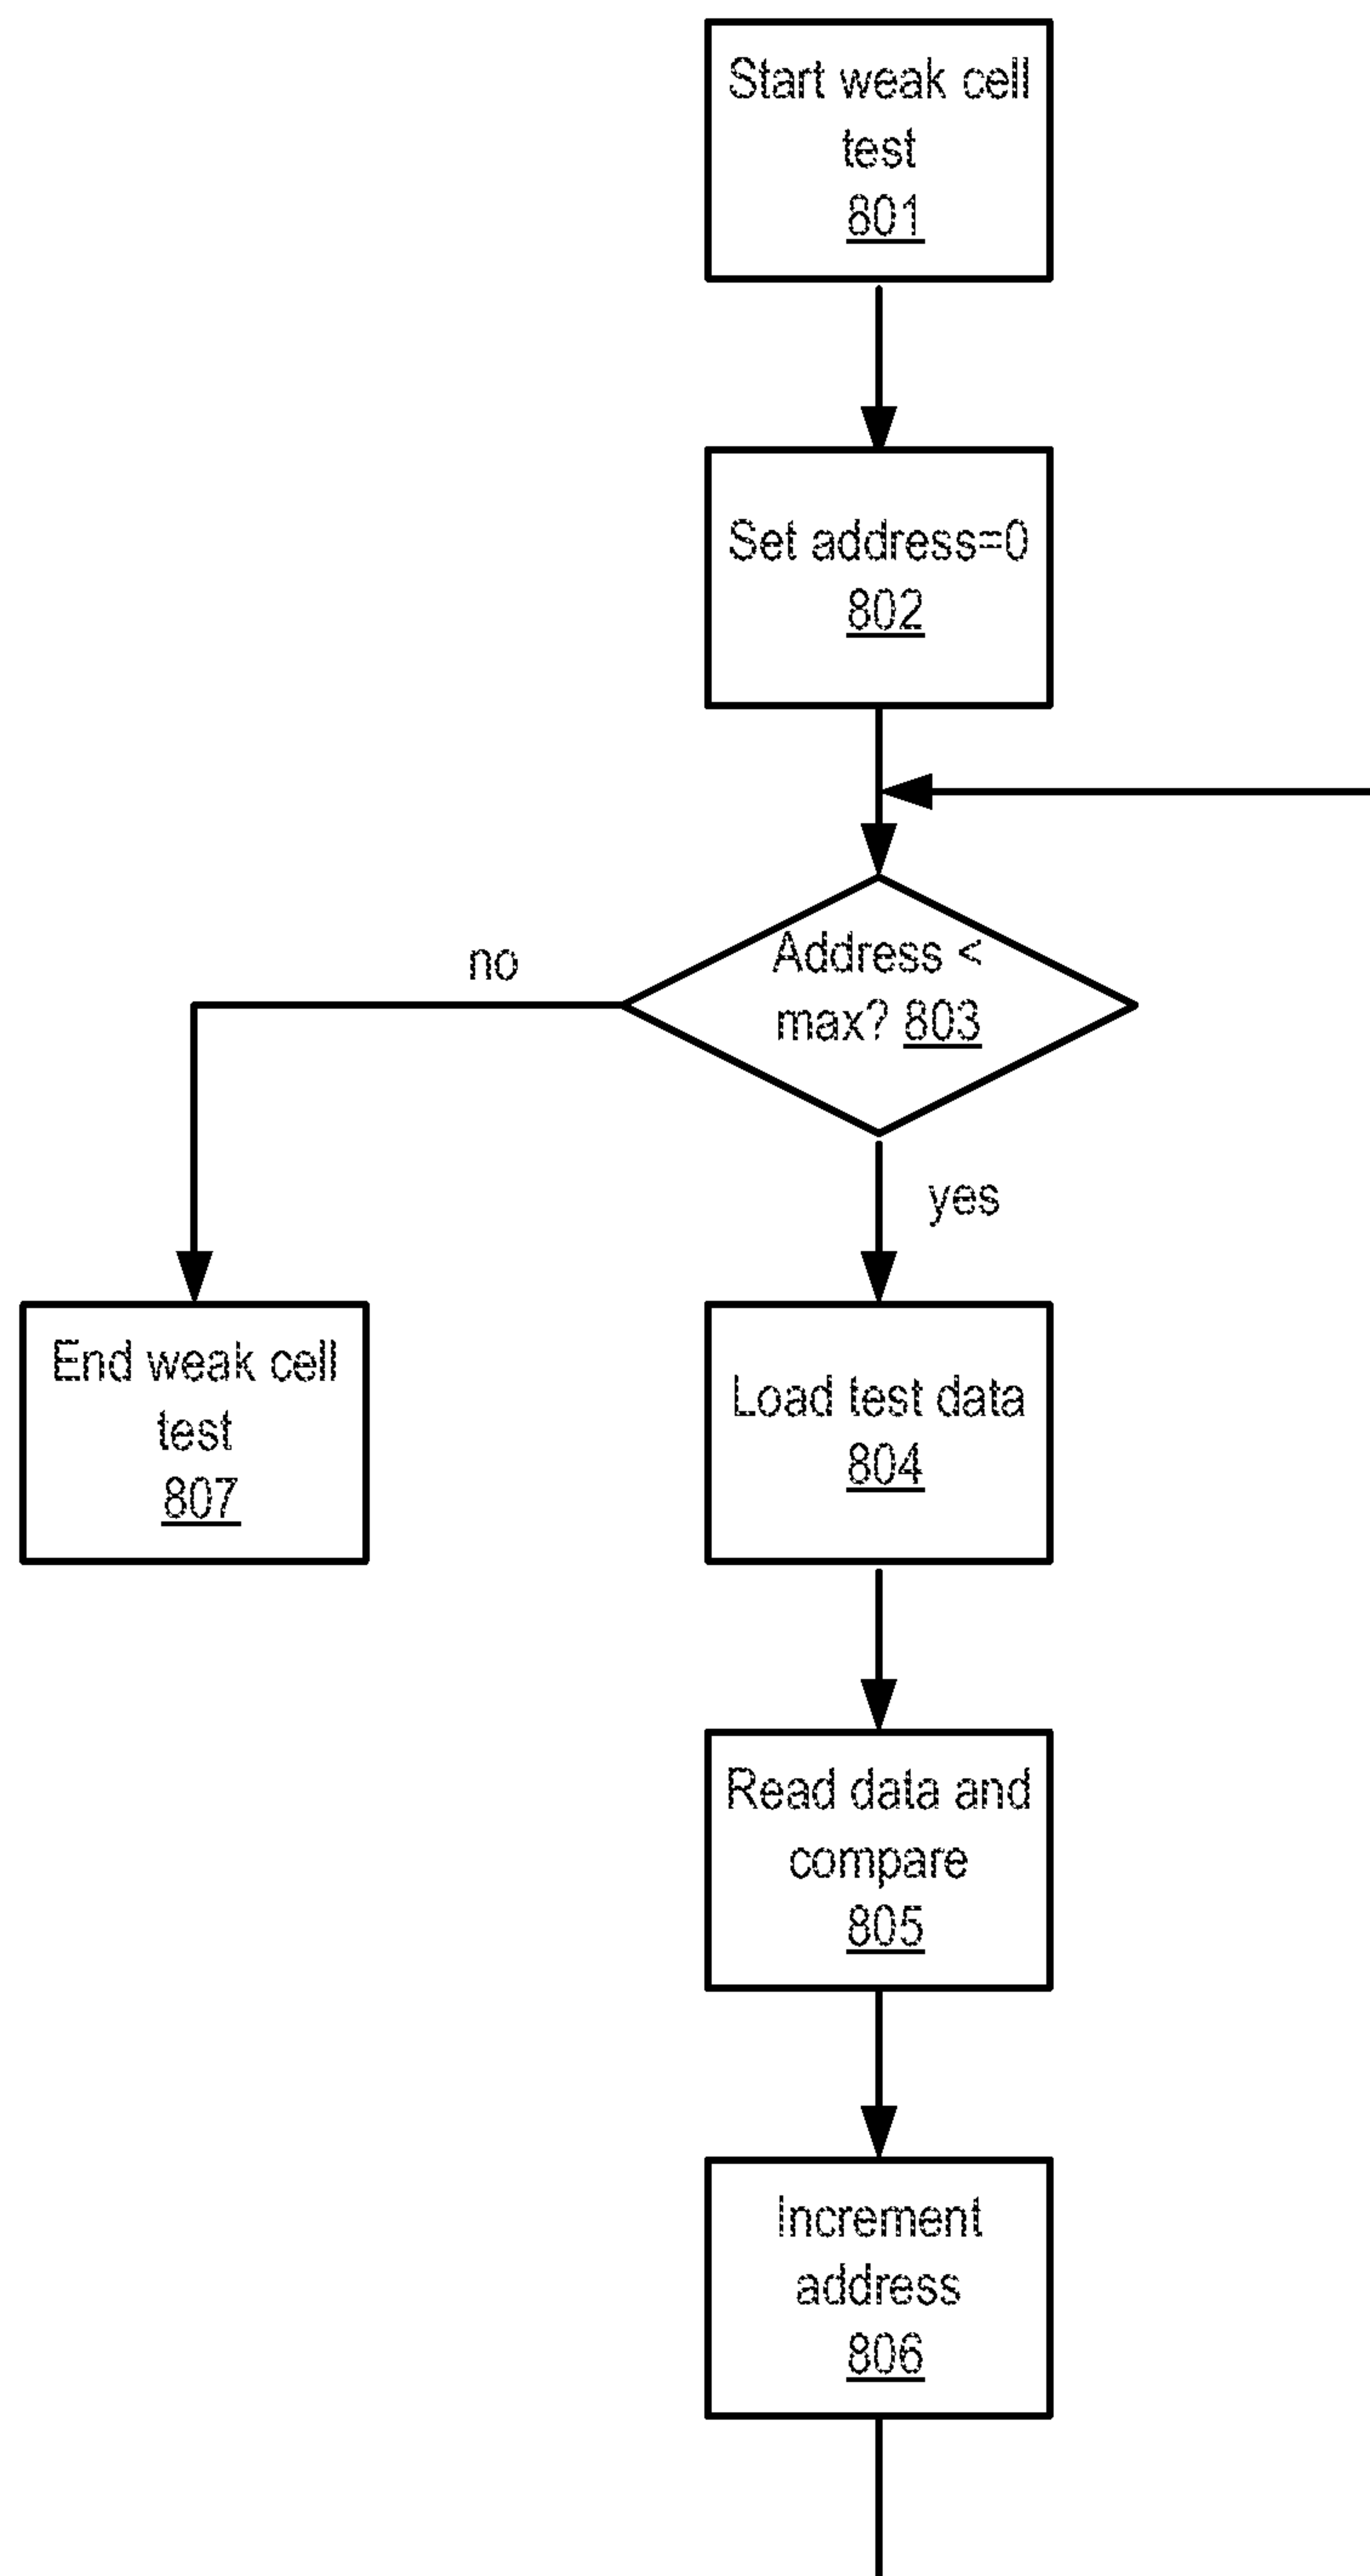 Start weak cell
test
801
Set address=0
802
Address <
max? 803
no
yes
End weak cell
test
807
Load test data
804
Read data and
compare
805
Increment
address
806